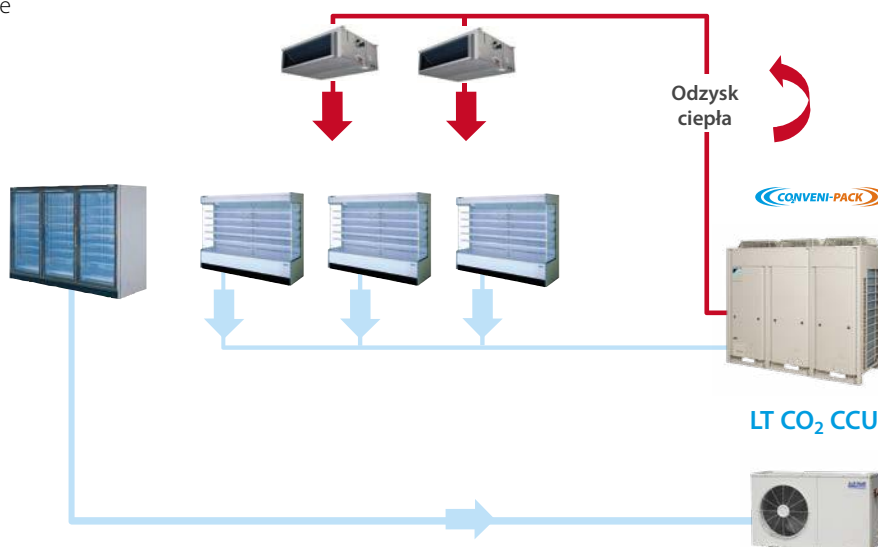 e
Odzysk
ciepła
CONVENI-PACK
LT CO₂ CCU